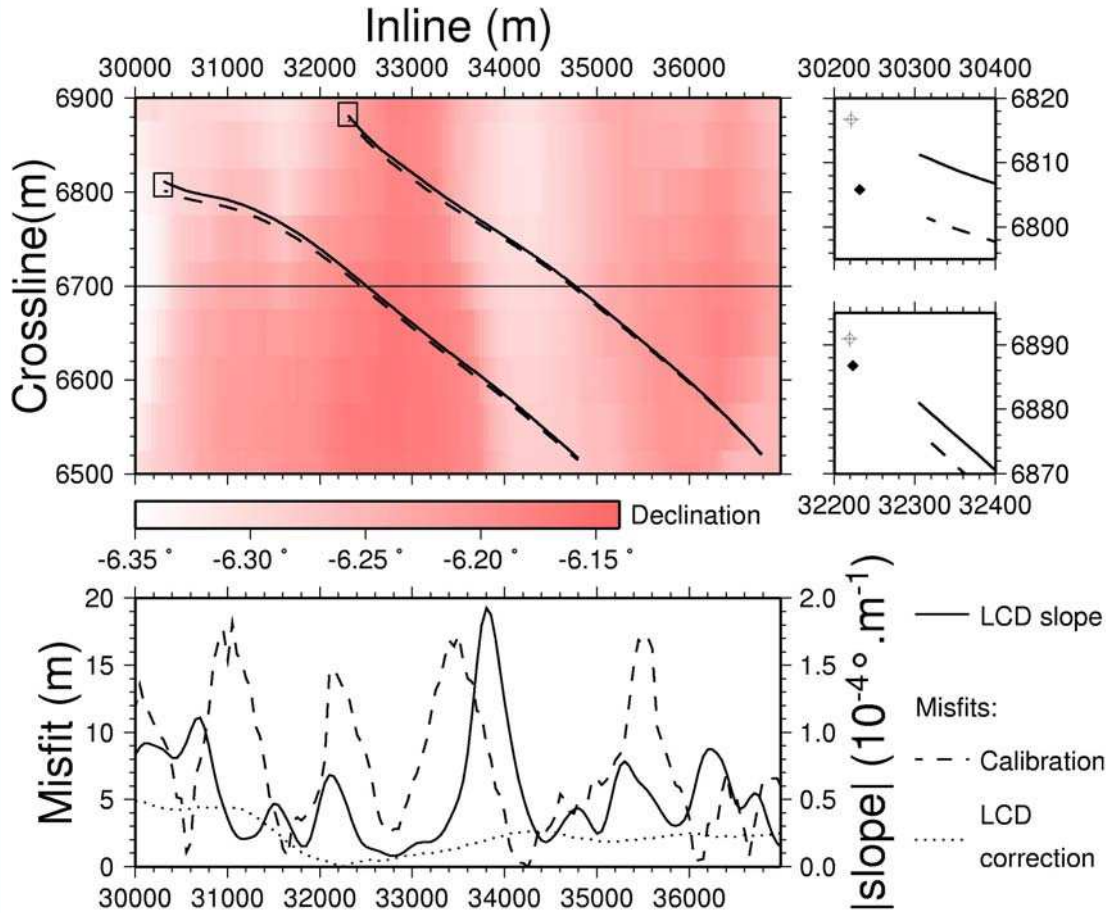 Inline (m)
30000 31000 32000 33000 34000 35000 36000
30200 30300 30400
6900
6800
6700
6600
6500
Crossline(m)
6820
6810
6800
6890
6880
6870
32200 32300 32400
Declination
-6.35 ° -6.30 ° -6.25 ° -6.20 ° -6.15 °
20
15
10
5
0
Misfit (m)
2.0
1.5
1.0
0.5
0.0
|slope| (10⁻⁴° .m⁻¹)
30000 31000 32000 33000 34000 35000 36000
LCD slope
Misfits:
Calibration
LCD
correction